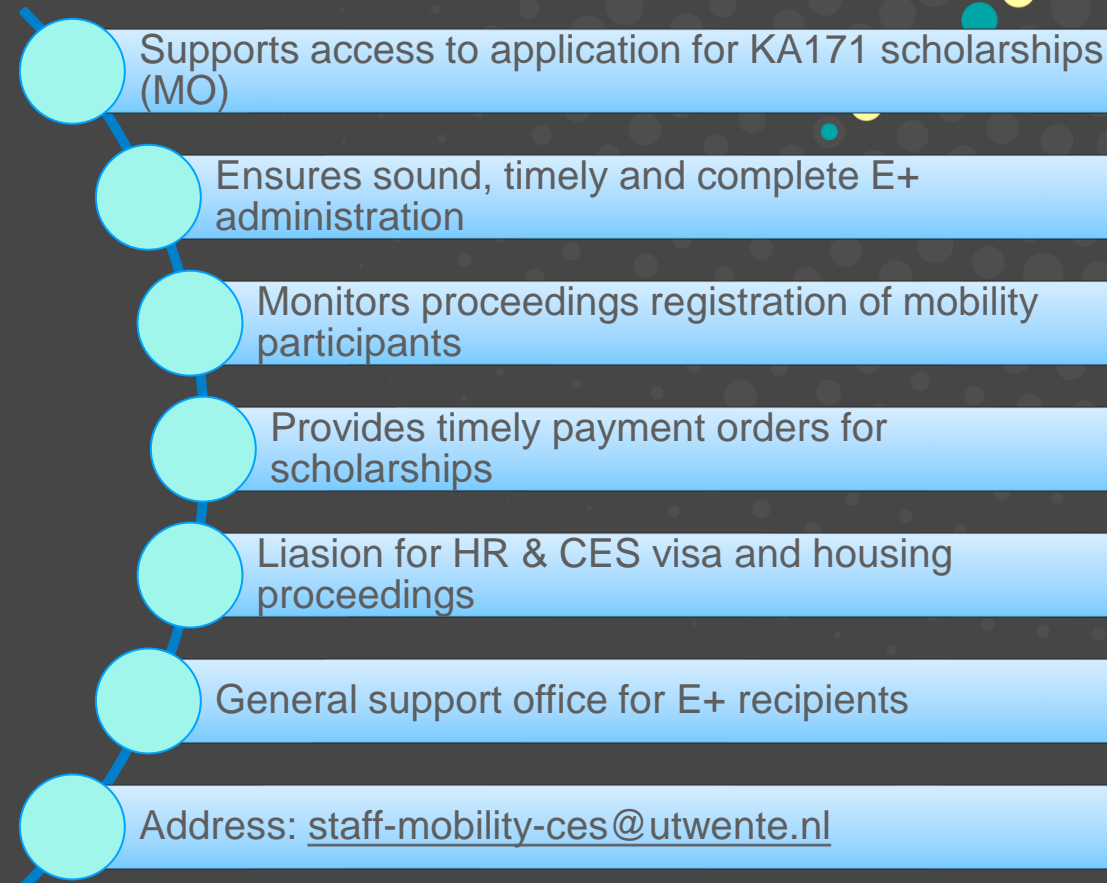 Supports access to application for KA171 scholarships
(MO)
Ensures sound, timely and complete E+
administration
Monitors proceedings registration of mobility
participants
Provides timely payment orders for
scholarships
Liasion for HR & CES visa and housing
proceedings
General support office for E+ recipients
Address: staff-mobility-ces@utwente.nl